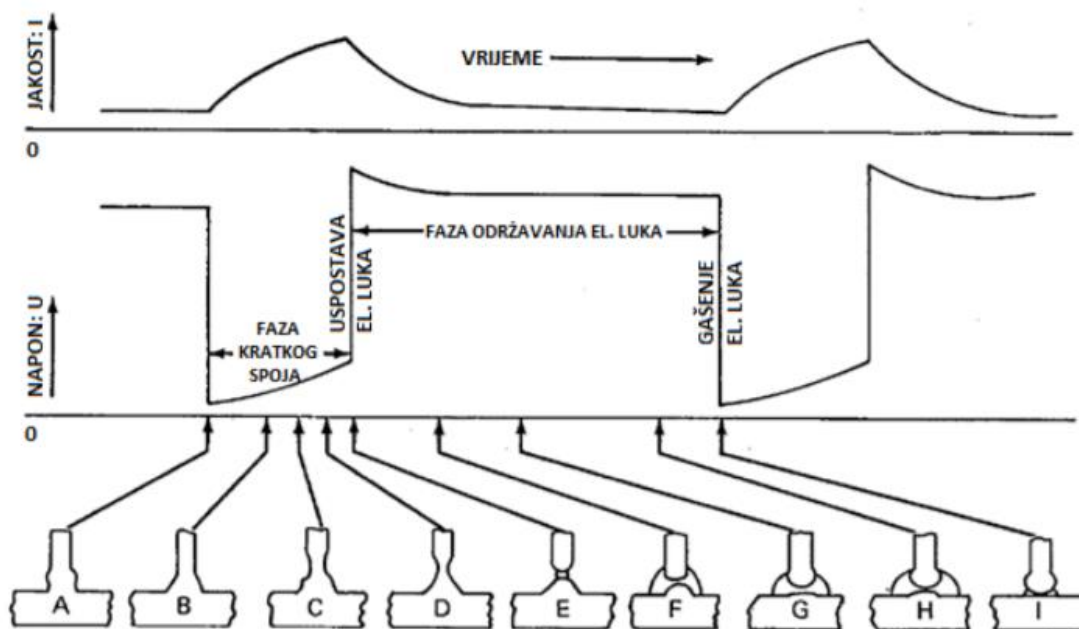 JAKOST: I
VRIJEME
0
NAPON: U
FAZA
KRATKOG
SPOJA
USPOSTAVA
EL. LUKA
FAZA ODRŽAVANJA EL. LUKA
GAŠENJE
EL. LUKA
0
A B C D E F G H I